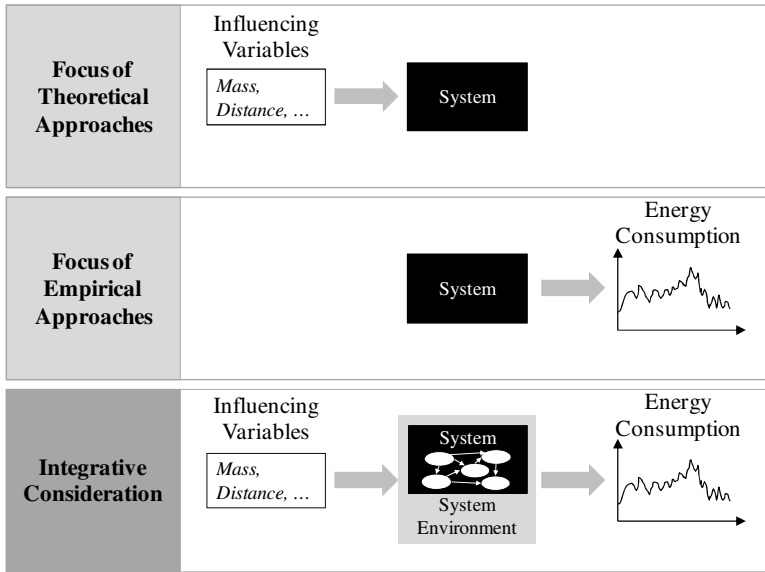 Focus of
Theoretical
Approaches
Influencing
Variables
Mass,
Distance, …
System
Focus of
Empirical
Approaches
System
Energy
Consumption
Integrative
Consideration
Influencing
Variables
Mass,
Distance, …
System
System
Environment
Energy
Consumption